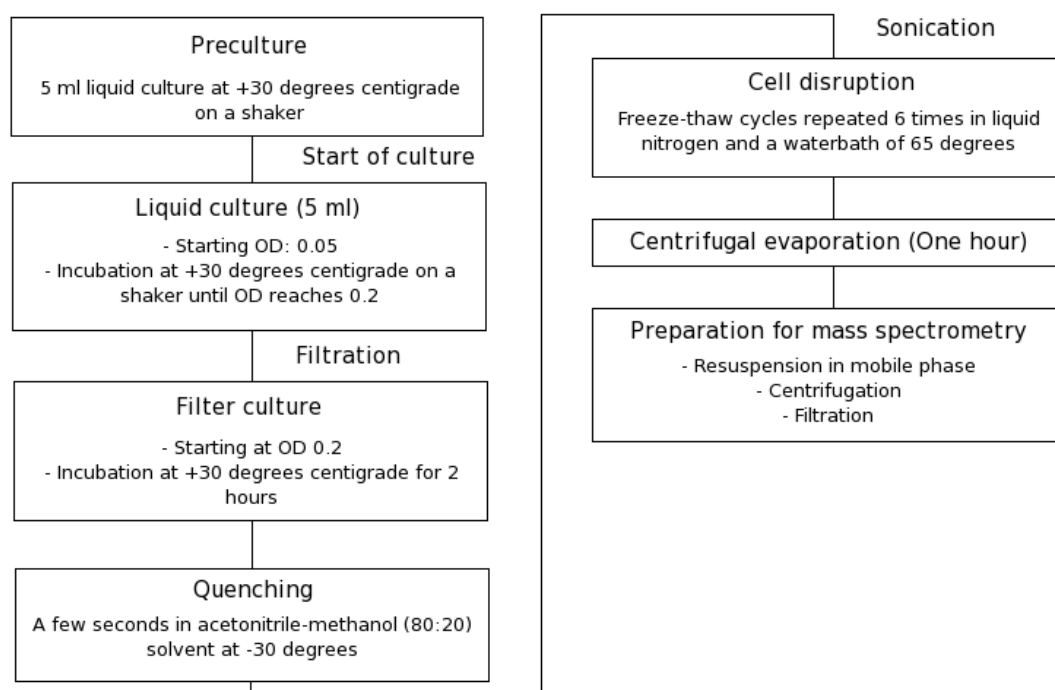 Preculture
5 ml liquid culture at +30 degrees centigrade
on a shaker
Start of culture
Liquid culture (5 ml)
- Starting OD: 0.05
- Incubation at +30 degrees centigrade on a
shaker until OD reaches 0.2
Filtration
Filter culture
- Starting at OD 0.2
- Incubation at +30 degrees centigrade for 2
hours
Quenching
A few seconds in acetonitrile-methanol (80:20)
solvent at -30 degrees
Sonication
Cell disruption
Freeze-thaw cycles repeated 6 times in liquid
nitrogen and a waterbath of 65 degrees
Centrifugal evaporation (One hour)
Preparation for mass spectrometry
- Resuspension in mobile phase
- Centrifugation
- Filtration